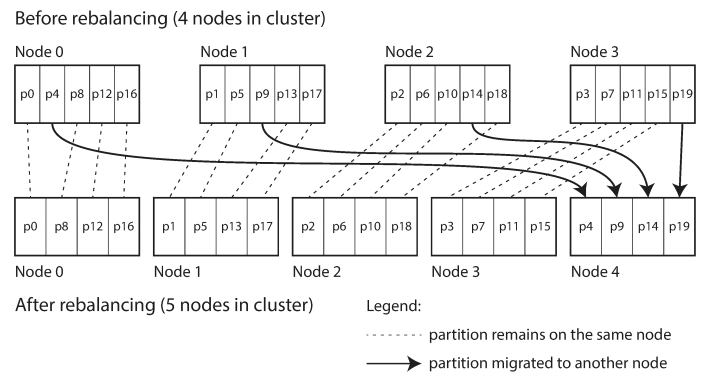 Before rebalancing (4 nodes in cluster)
Node 0 Node 1 Node 2 Node 3
p0 p4 p8 p12 p16 p1 p5 p9 p13 p17 p2 p6 p10 p14 p18 p3 p7 p11 p15 p19
p0 p8 p12 p16 p1 p5 p13 p17 p2 p6 p10 p18 p3 p7 p11 p15 p4 p9 p14 p19
Node 0 Node 1 Node 2 Node 3 Node 4
After rebalancing (5 nodes in cluster)
Legend:
partition remains on the same node
partition migrated to another node